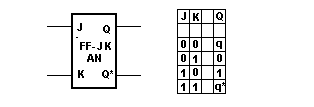 J Q
FF-JK
AN
K Q*
J K Q
0 0 q
0 1 0
1 0 1
1 1 q*